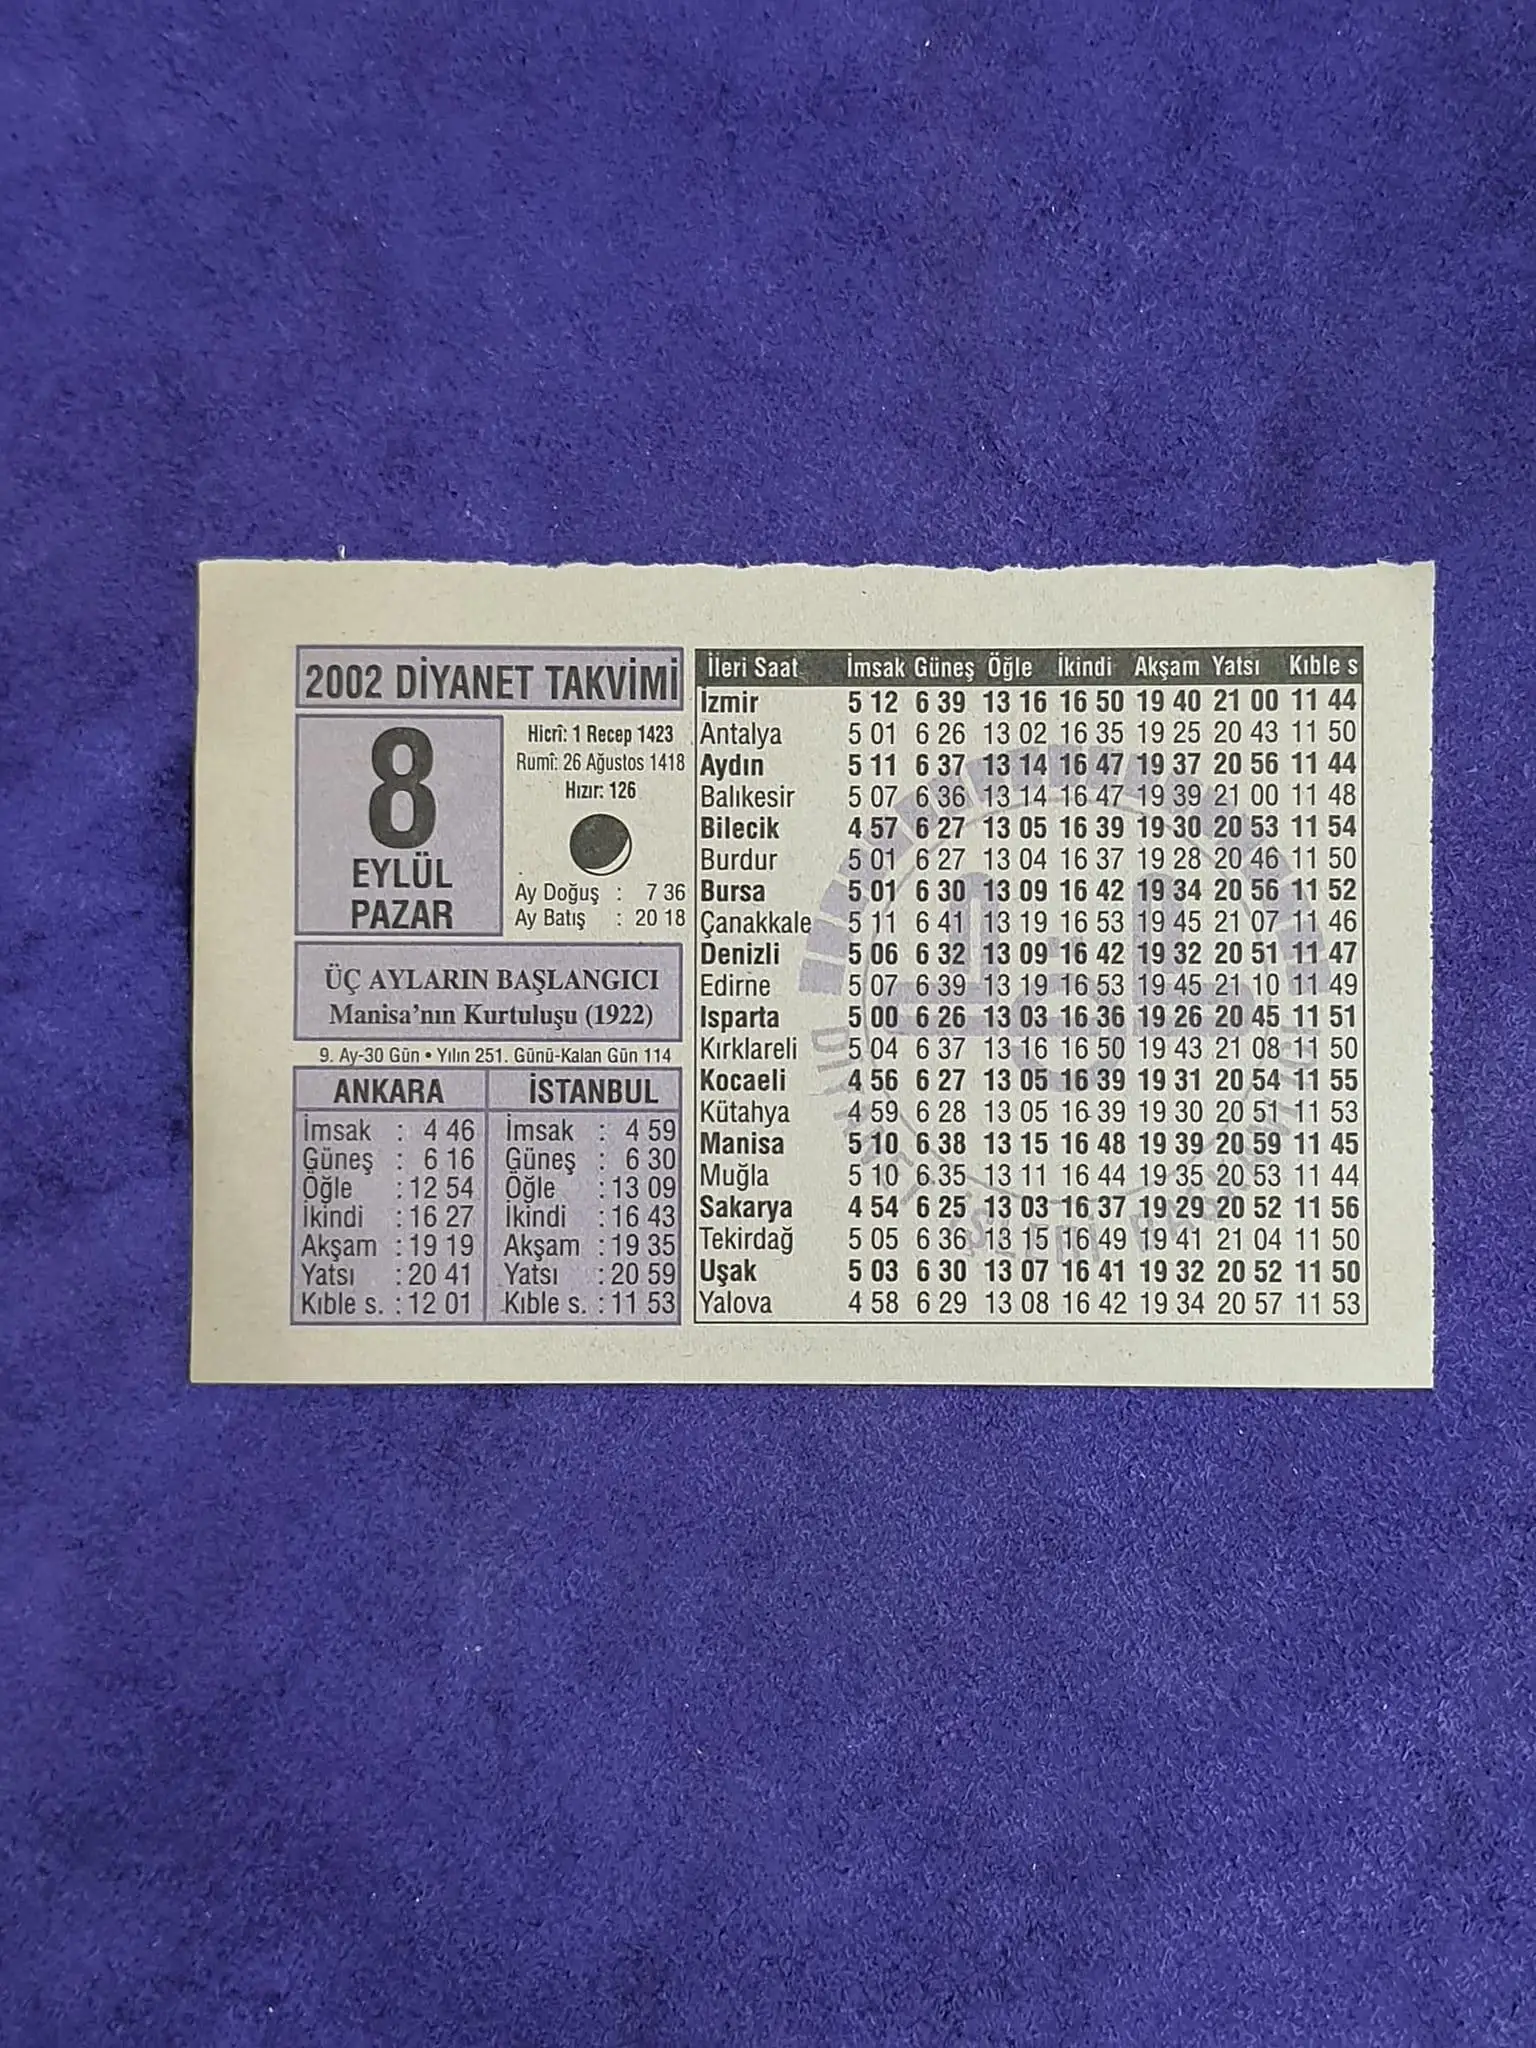 2002 DİYANET TAKVİMİ
8
EYLÜL
PAZAR
Hicrî: 1 Recep 1423
Rumî: 26 Ağustos 1418
Hızır: 126
Ay Doğuş : 7 36
Ay Batış : 20 18
ÜÇ AYLARIN BAŞLANGICI
Manisa'nın Kurtuluşu (1922)
9. Ay-30 Gün • Yılın 251. Günü-Kalan Gün 114
ANKARA
İmsak : 4 46
Güneş : 6 16
Öğle : 12 54
İkindi : 16 27
Akşam : 19 19
Yatsı : 20 41
Kıble s. : 12 01
İSTANBUL
İmsak : 4 59
Güneş : 6 30
Öğle : 13 09
İkindi : 16 43
Akşam : 19 35
Yatsı : 20 59
Kıble s. : 11 53
İleri Saat İmsak Güneş Öğle İkindi Akşam Yatsı Kıble s
İzmir 5 12 6 39 13 16 16 50 19 40 21 00 11 44
Antalya 5 01 6 26 13 02 16 35 19 25 20 43 11 50
Aydın 5 11 6 37 13 14 16 47 19 37 20 56 11 44
Balıkesir 5 07 6 36 13 14 16 47 19 39 21 00 11 48
Bilecik 4 57 6 27 13 05 16 39 19 30 20 53 11 54
Burdur 5 01 6 27 13 04 16 37 19 28 20 46 11 50
Bursa 5 01 6 30 13 09 16 42 19 34 20 56 11 52
Çanakkale 5 11 6 41 13 19 16 53 19 45 21 07 11 46
Denizli 5 06 6 32 13 09 16 42 19 32 20 51 11 47
Edirne 5 07 6 39 13 19 16 53 19 45 21 10 11 49
Isparta 5 00 6 26 13 03 16 36 19 26 20 45 11 51
Kırklareli 5 04 6 37 13 16 16 50 19 43 21 08 11 50
Kocaeli 4 56 6 27 13 05 16 39 19 31 20 54 11 55
Kütahya 4 59 6 28 13 05 16 39 19 30 20 51 11 53
Manisa 5 10 6 38 13 15 16 48 19 39 20 59 11 45
Muğla 5 10 6 35 13 11 16 44 19 35 20 53 11 44
Sakarya 4 54 6 25 13 03 16 37 19 29 20 52 11 56
Tekirdağ 5 05 6 36 13 15 16 49 19 41 21 04 11 50
Uşak 5 03 6 30 13 07 16 41 19 32 20 52 11 50
Yalova 4 58 6 29 13 08 16 42 19 34 20 57 11 53